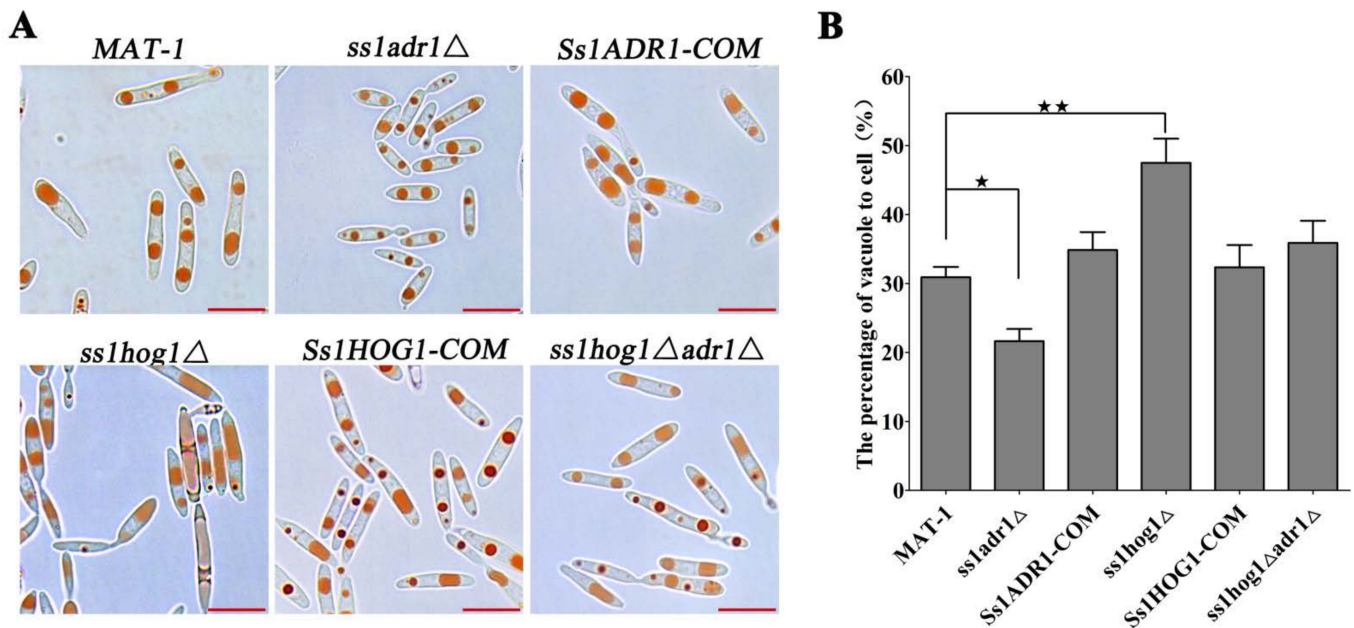 A
MAT-1
ss1adr1△
Ss1ADR1-COM
ss1hog1△
Ss1HOG1-COM
ss1hog1△adr1△
B
The percentage of vacuole to cell (%)
60
50
40
30
20
10
0
★★
★
MAT-1
ss1adr1△
Ss1ADR1-COM
ss1hog1△
Ss1HOG1-COM
ss1hog1△adr1△